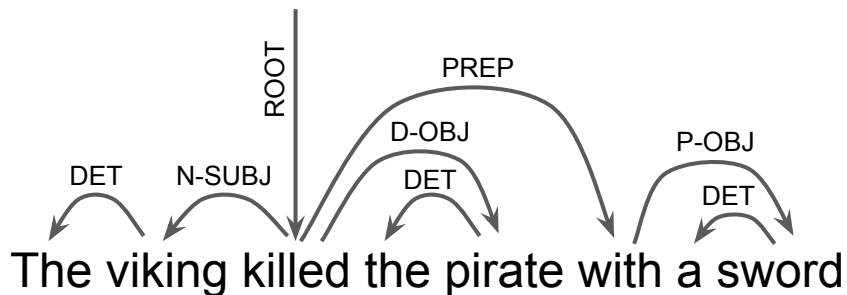 ROOT
PREP
D-OBJ
P-OBJ
DET N-SUBJ DET DET
The viking killed the pirate with a sword